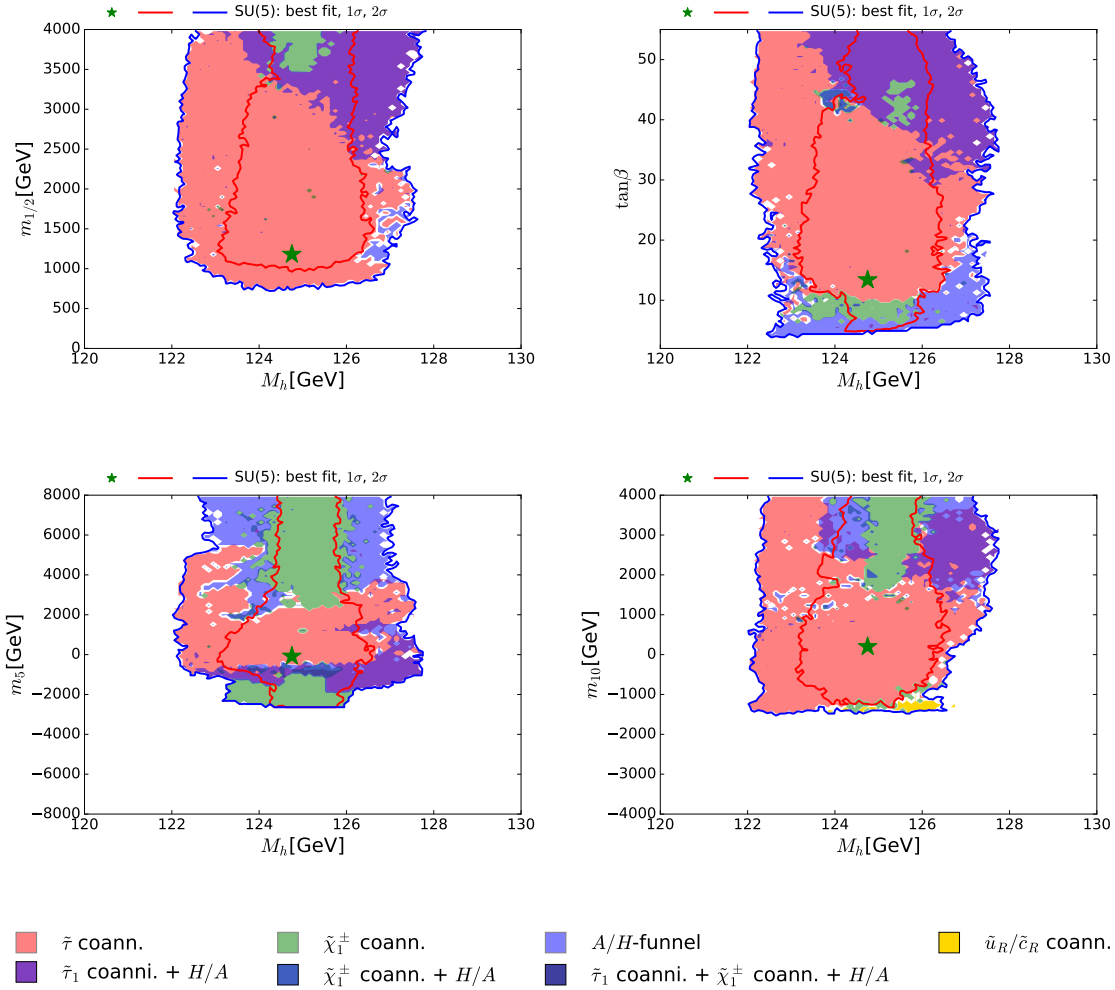 SU(5): best fit, 1σ, 2σ
4000
3500
3000
2500
2000
1500
1000
500
0
m_{1/2}[GeV]
120 122 124 126 128 130
M_h[GeV]
SU(5): best fit, 1σ, 2σ
50
40
30
20
10
tanβ
120 122 124 126 128 130
M_h[GeV]
SU(5): best fit, 1σ, 2σ
8000
6000
4000
2000
0
−2000
−4000
−6000
−8000
m_5[GeV]
120 122 124 126 128 130
M_h[GeV]
SU(5): best fit, 1σ, 2σ
4000
3000
2000
1000
0
−1000
−2000
−3000
−4000
m_{10}[GeV]
120 122 124 126 128 130
M_h[GeV]
τ̃ coann. χ̃_1^± coann. A/H-funnel ũ_R/c̃_R coann.
τ̃_1 coanni. + H/A χ̃_1^± coann. + H/A τ̃_1 coanni. + χ̃_1^± coann. + H/A